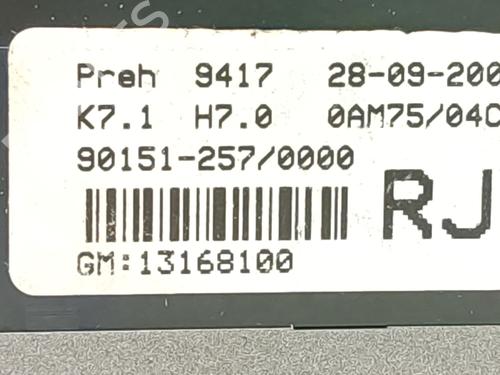 Preh 9417 28-09-200
K7.1 H7.0 0AM75/04C
90151-257/0000
RJ
GM:13168100